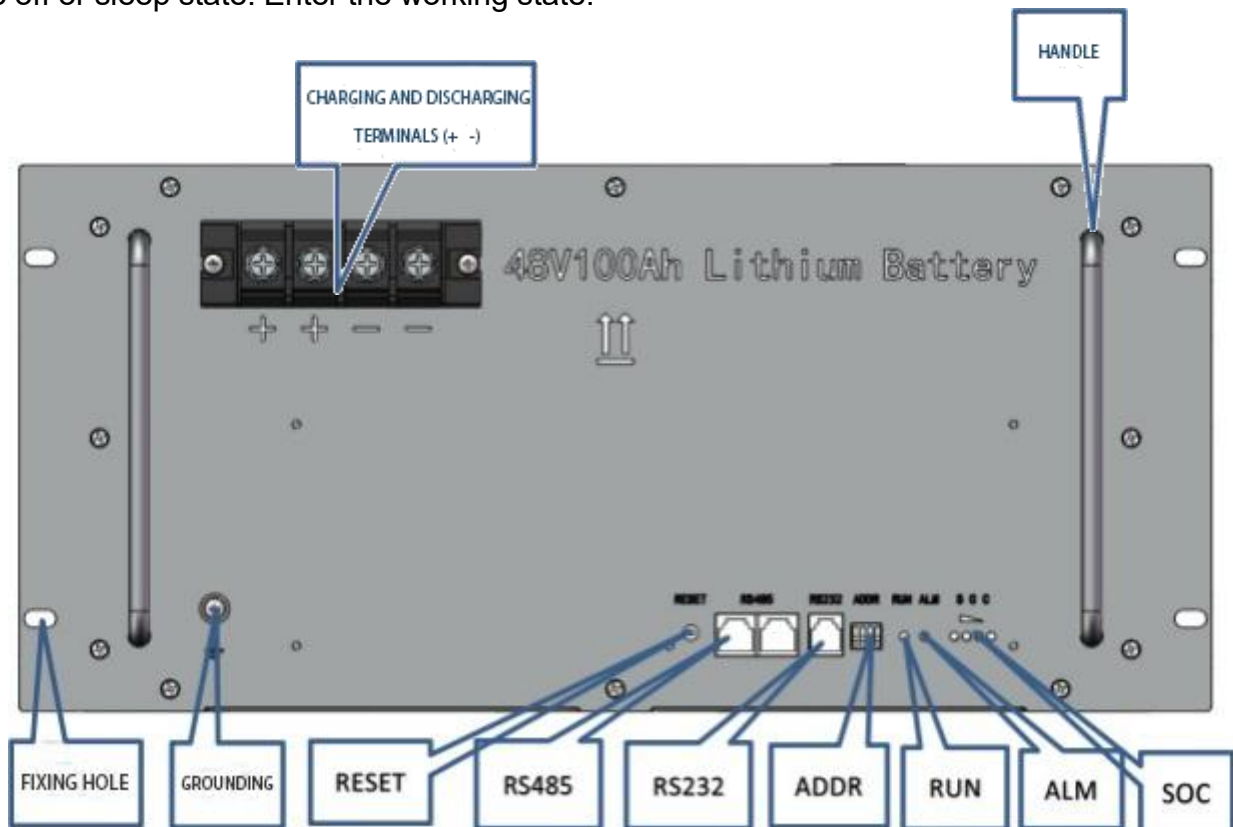 s off or sleep state. Enter the working state.
HANDLE
CHARGING AND DISCHARGING
TERMINALS (+ -)
48V100Ah Lithium Battery
+ + - -
RESET RS485 RS232 ADDR RUN ALM S O C
FIXING HOLE
GROUNDING
RESET
RS485
RS232
ADDR
RUN
ALM
SOC